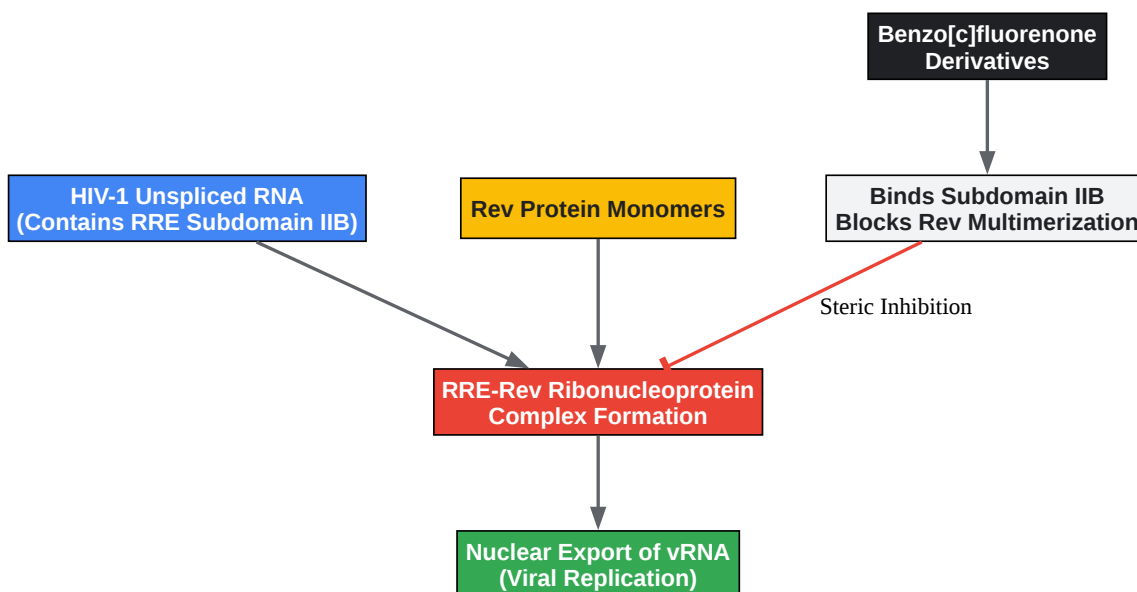 Benzo[c]fluorenone
Derivatives
HIV-1 Unspliced RNA
(Contains RRE Subdomain IIB)
Rev Protein Monomers
Binds Subdomain IIB
Blocks Rev Multimerization
Steric Inhibition
RRE-Rev Ribonucleoprotein
Complex Formation
Nuclear Export of vRNA
(Viral Replication)